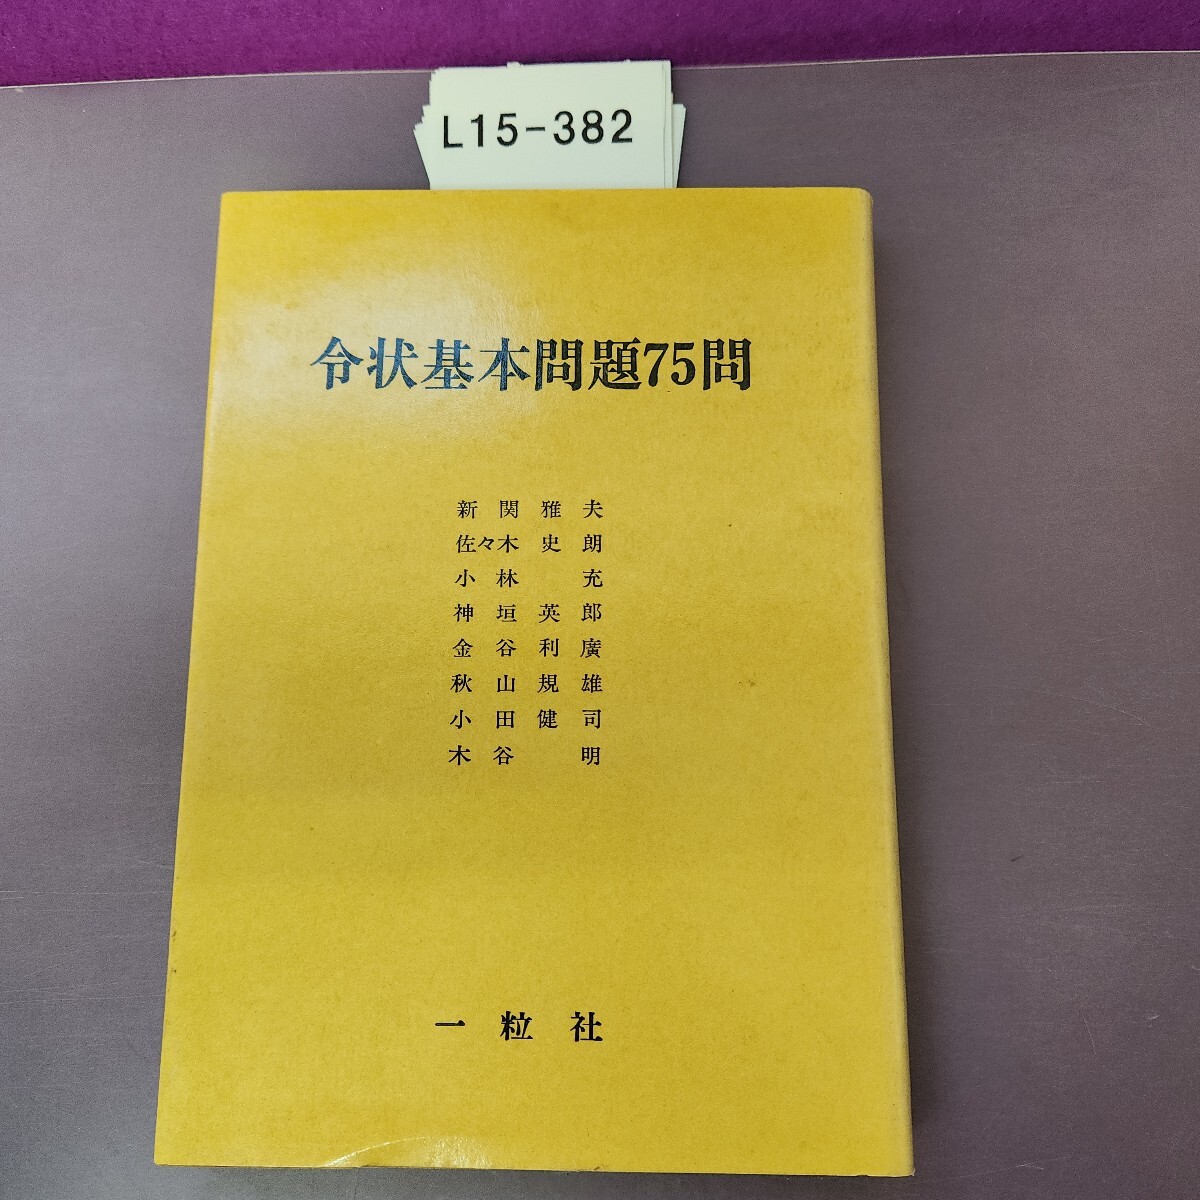 L15-382
令状基本問題75問
新関雅夫
佐々木史朗
小林充
神垣英郎
金谷利廣
秋山規雄
小田健司
木谷明
一粒社